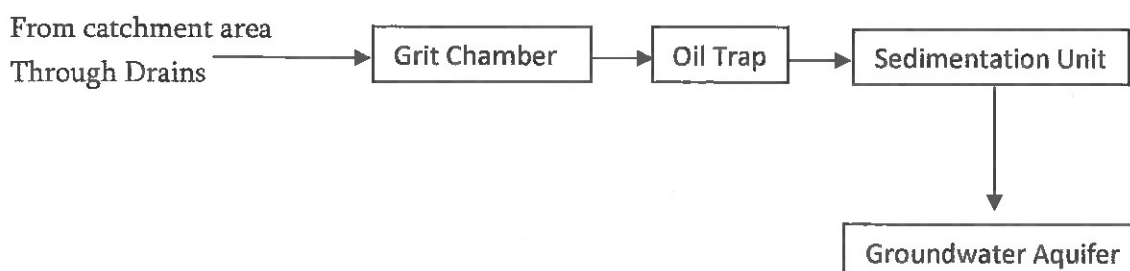 From catchment area
Through Drains
Grit Chamber
Oil Trap
Sedimentation Unit
Groundwater Aquifer